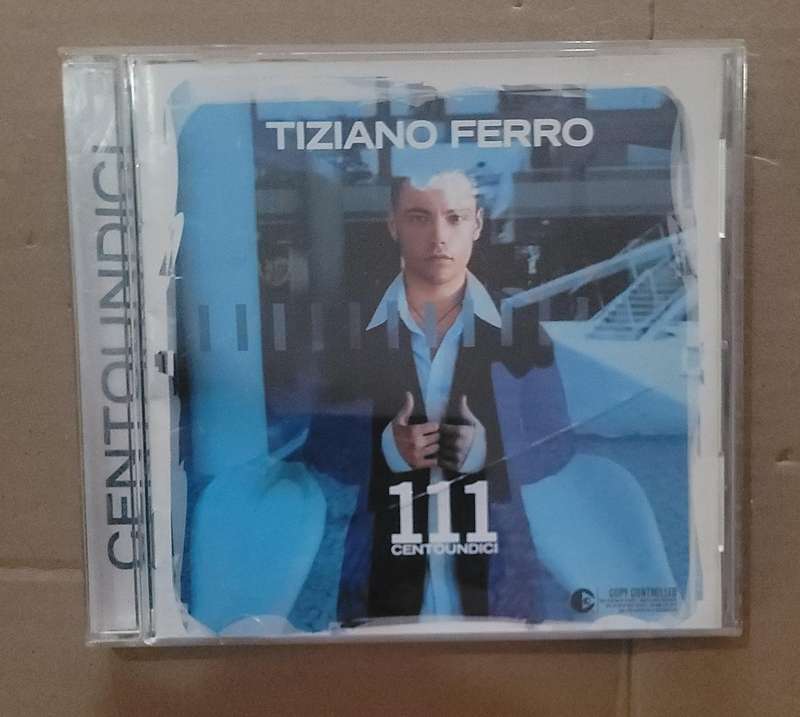 CENTOUNDICI
TIZIANO FERRO
111
CENTOUNDICI
COPY CONTROLLED